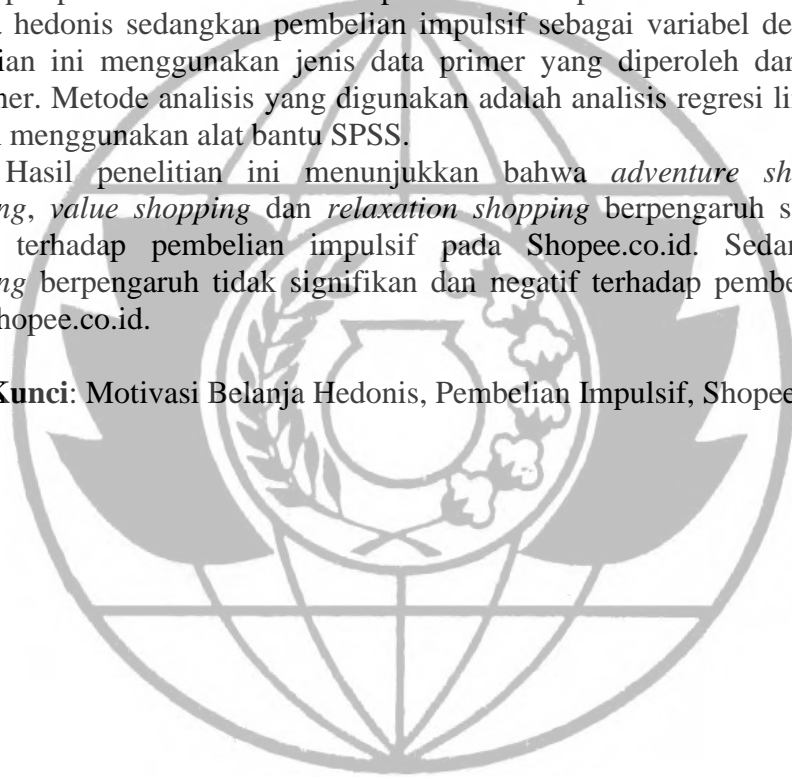 a hedonis sedangkan pembelian impulsif sebagai variabel de
ian ini menggunakan jenis data primer yang diperoleh dar
ner. Metode analisis yang digunakan adalah analisis regresi li
menggunakan alat bantu SPSS.
Hasil penelitian ini menunjukkan bahwa adventure sh
ng, value shopping dan relaxation shopping berpengaruh s
terhadap pembelian impulsif pada Shopee.co.id. Sedan
ng berpengaruh tidak signifikan dan negatif terhadap pembe
hopee.co.id.
Kunci: Motivasi Belanja Hedonis, Pembelian Impulsif, Shopee